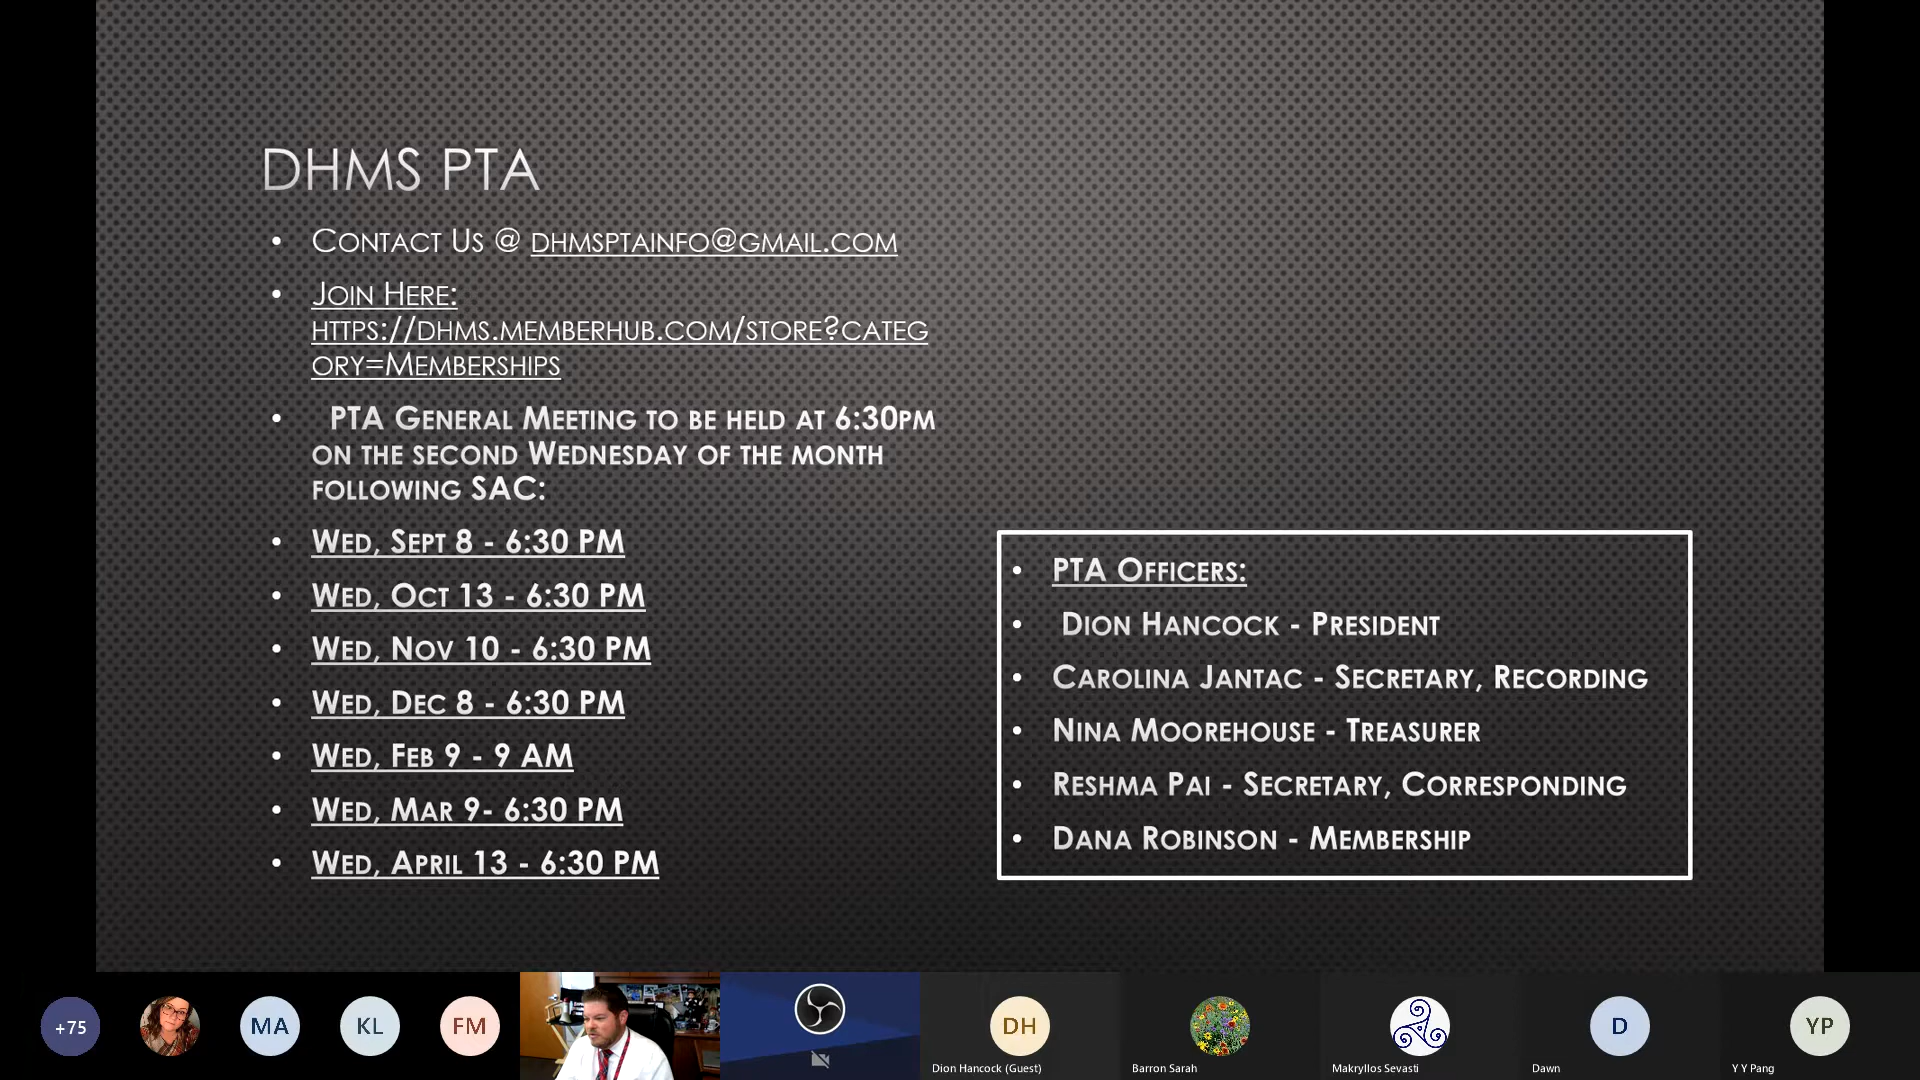 DHMS PTA
• Contact Us @ dhmsptainfo@gmail.com
• Join Here:
https://dhms.memberhub.com/store?categ
ory=Memberships
• PTA General Meeting to be held at 6:30pm
on the second Wednesday of the month
following SAC:
• Wed, Sept 8 - 6:30 PM
• Wed, Oct 13 - 6:30 PM
• Wed, Nov 10 - 6:30 PM
• Wed, Dec 8 - 6:30 PM
• Wed, Feb 9 - 9 AM
• Wed, Mar 9- 6:30 PM
• Wed, April 13 - 6:30 PM
• PTA Officers:
• Dion Hancock - President
• Carolina Jantac - Secretary, Recording
• Nina Moorehouse - Treasurer
• Reshma Pai - Secretary, Corresponding
• Dana Robinson - Membership
+75
MA
KL
FM
DH
D
YP
Dion Hancock (Guest)
Barron Sarah
Makryllos Sevasti
Dawn
Y Y Pang